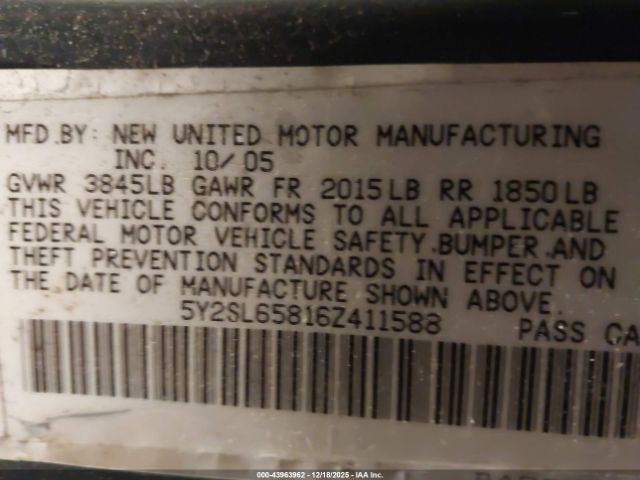 MFD.BY: NEW UNITED MOTOR MANUFACTURING
INC. 10/05
GVWR 3845LB GAWR FR 2015LB RR 1850LB
THIS VEHICLE CONFORMS TO ALL APPLICABLE
FEDERAL MOTOR VEHICLE SAFETY.BUMPER.AND
THEFT PREVENTION STANDARDS IN EFFECT ON
THE DATE OF MANUFACTURE SHOWN ABOVE.
5Y2SL65816Z411588 PASS CA
000-43963962 - 12/18/2025 - IAA Inc.